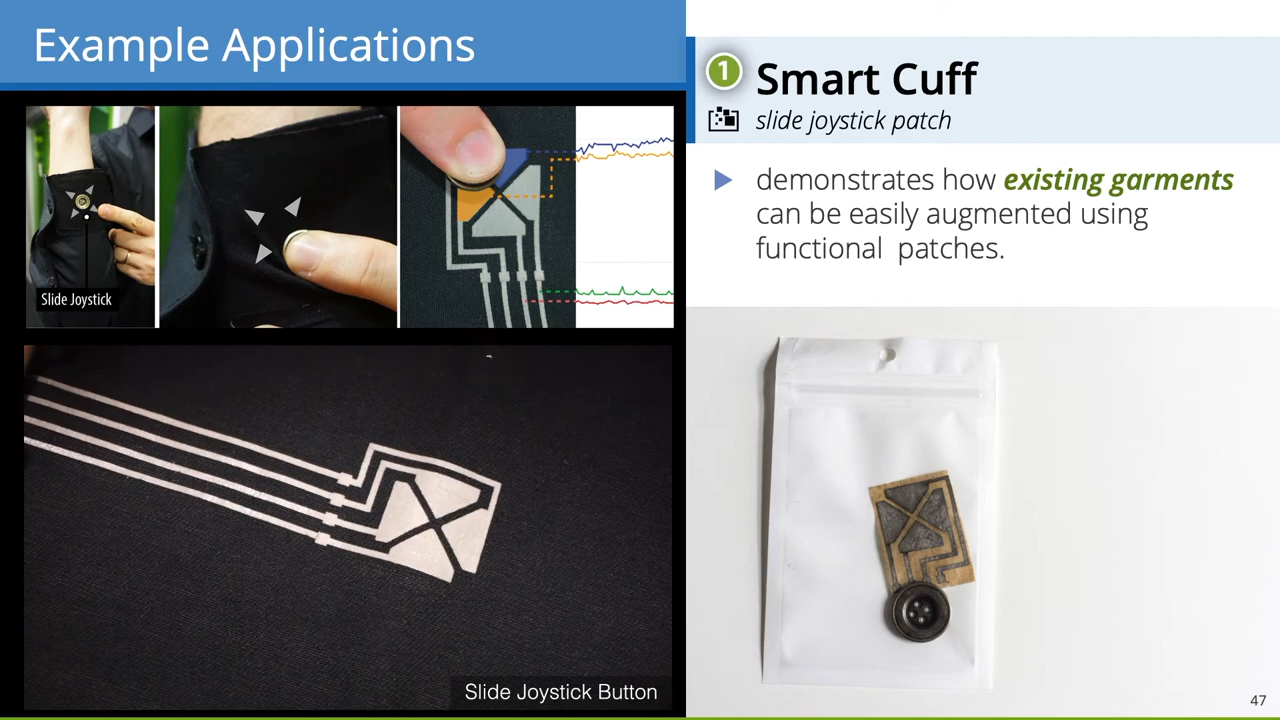 Example Applications
1 Smart Cuff
slide joystick patch
demonstrates how existing garments
can be easily augmented using
functional patches.
Slide Joystick
Slide Joystick Button
47